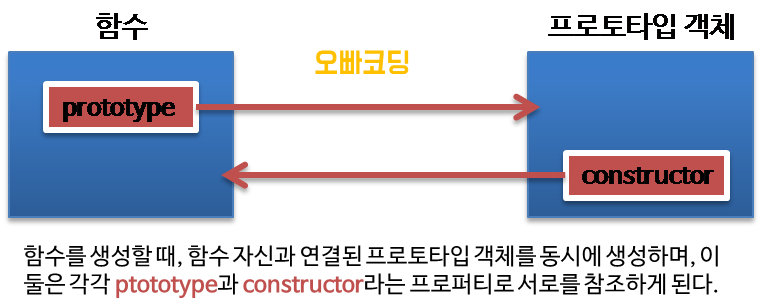 함수
프로토타입 객체
오빠코딩
prototype
constructor
함수를 생성할 때, 함수 자신과 연결된 프로토타입 객체를 동시에 생성하며, 이
둘은 각각 ptototype과 constructor라는 프로퍼티로 서로를 참조하게 된다.